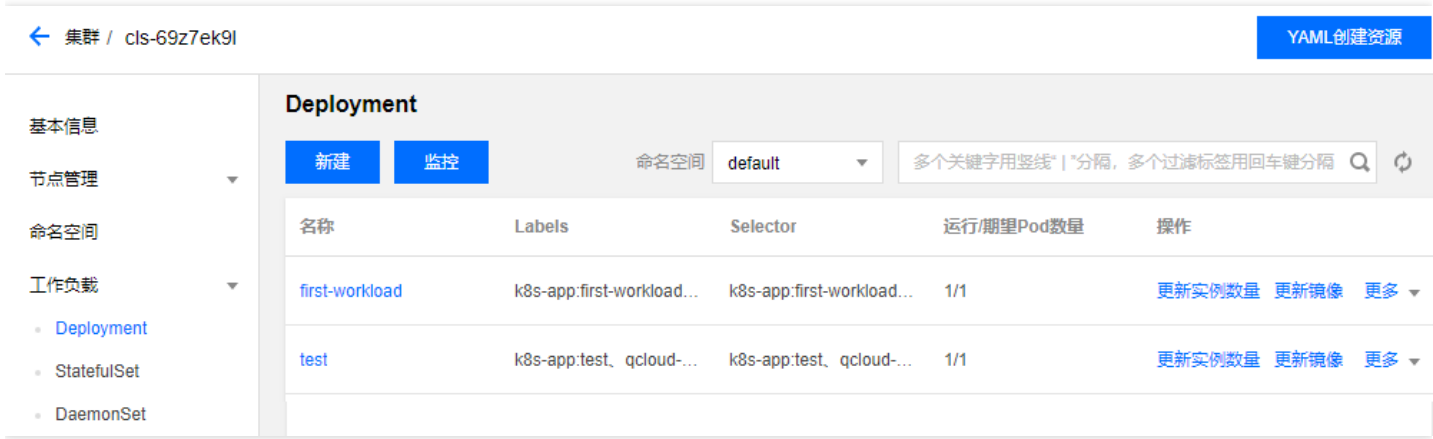 集群 / cls-69z7ek9l
YAML创建资源
基本信息
节点管理
命名空间
工作负载
Deployment
StatefulSet
DaemonSet
Deployment
新建 监控 命名空间 default 多个关键字用竖线“ | ”分隔，多个过滤标签用回车键分隔
名称 Labels Selector 运行/期望Pod数量 操作
first-workload k8s-app:first-workload... k8s-app:first-workload... 1/1 更新实例数量 更新镜像 更多
test k8s-app:test、qcloud-... k8s-app:test、qcloud-... 1/1 更新实例数量 更新镜像 更多